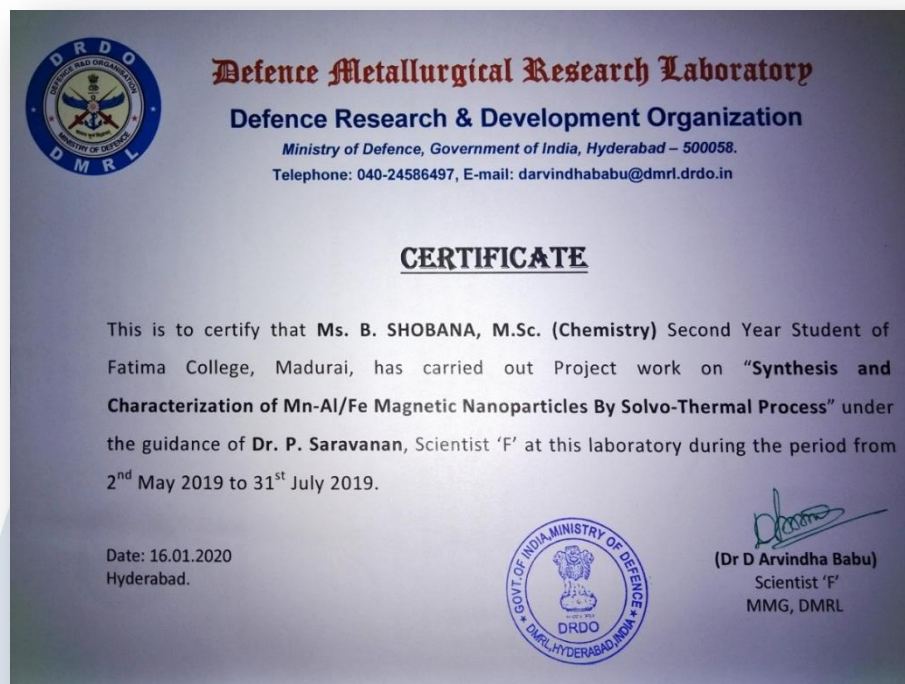 DRDO
DEFENCE R&D ORGANISATION
MINISTRY OF DEFENCE
DMRL
Defence Metallurgical Research Laboratory
Defence Research & Development Organization
Ministry of Defence, Government of India, Hyderabad – 500058.
Telephone: 040-24586497, E-mail: darvindhababu@dmrl.drdo.in
CERTIFICATE
This is to certify that Ms. B. SHOBANA, M.Sc. (Chemistry) Second Year Student of
Fatima College, Madurai, has carried out Project work on “Synthesis and
Characterization of Mn-Al/Fe Magnetic Nanoparticles By Solvo-Thermal Process” under
the guidance of Dr. P. Saravanan, Scientist ‘F’ at this laboratory during the period from
2nd May 2019 to 31st July 2019.
Date: 16.01.2020
Hyderabad.
GOVT. OF INDIA, MINISTRY OF DEFENCE
DRDO
DMRL, HYDERABAD, INDIA
(Dr D Arvindha Babu)
Scientist ‘F’
MMG, DMRL